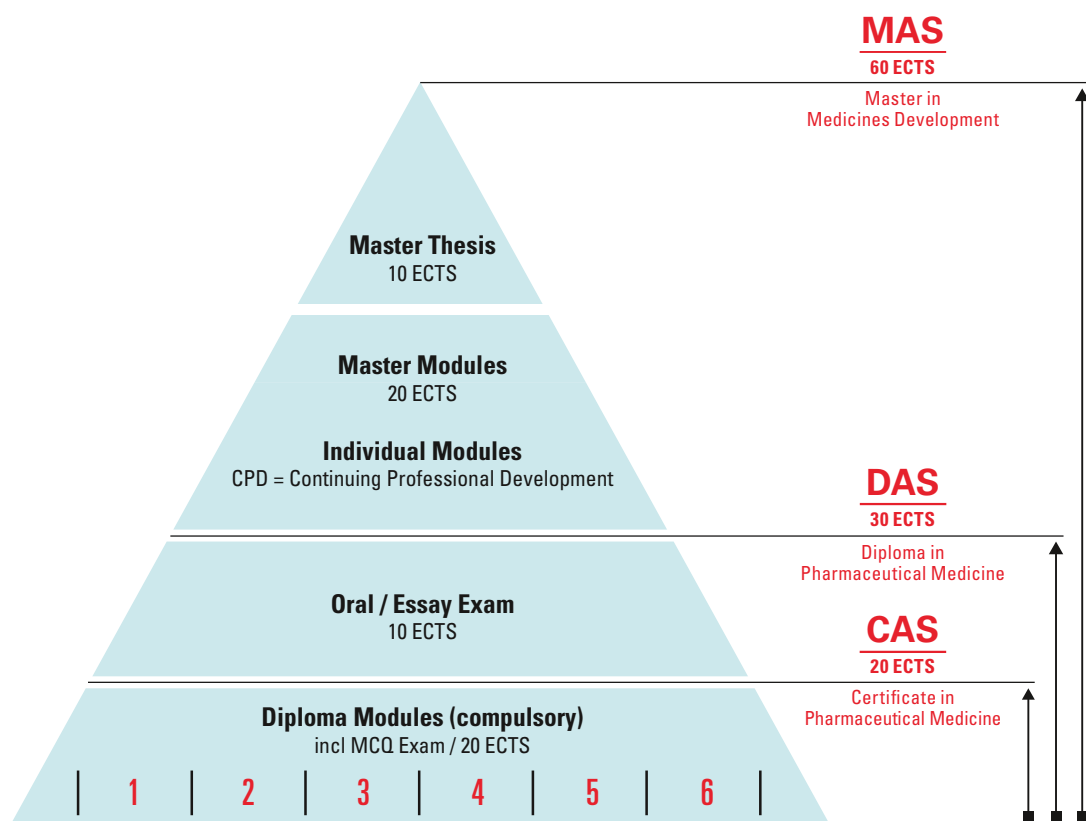 MAS
60 ECTS
Master in
Medicines Development
Master Thesis
10 ECTS
Master Modules
20 ECTS
Individual Modules
CPD = Continuing Professional Development
DAS
30 ECTS
Diploma in
Pharmaceutical Medicine
Oral / Essay Exam
10 ECTS
CAS
20 ECTS
Certificate in
Pharmaceutical Medicine
Diploma Modules (compulsory)
incl MCQ Exam / 20 ECTS
1 2 3 4 5 6